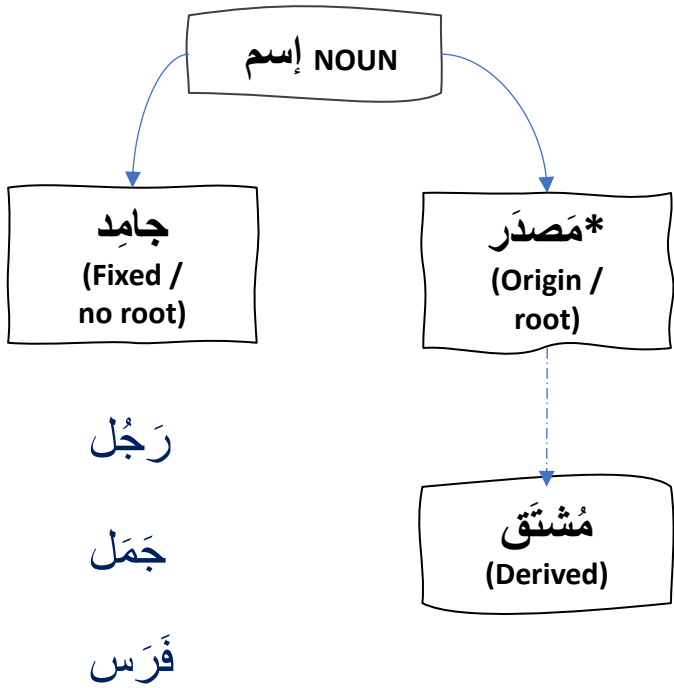 إسم NOUN
جامِد
(Fixed /
no root)
*مَصدَر
(Origin /
root)
رَجُل
جَمَل
فَرَس
مُشتَق
(Derived)